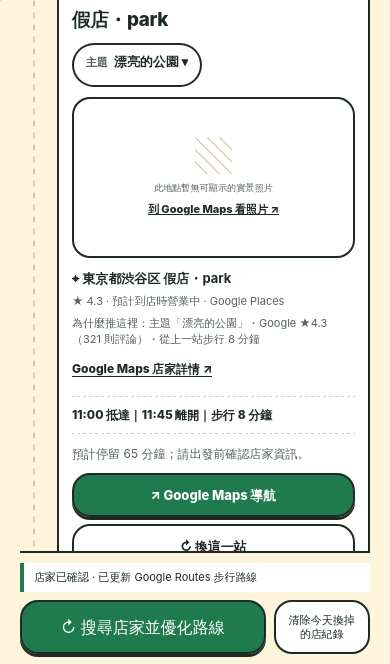 假店・park
主題 漂亮的公園 ▾
此地點暫無可顯示的實景照片
到 Google Maps 看照片 ↗
⌖ 東京都渋谷区 假店・park
★ 4.3 · 預計到店時營業中 · Google Places
為什麼推這裡：主題「漂亮的公園」・Google ★4.3
（321 則評論）・從上一站步行 8 分鐘
Google Maps 店家詳情 ↗
11:00 抵達｜11:45 離開｜步行 8 分鐘
預計停留 65 分鐘；請出發前確認店家資訊。
↗ Google Maps 導航
↻ 換這一站
店家已確認 · 已更新 Google Routes 步行路線
↻ 搜尋店家並優化路線
清除今天換掉
的店紀錄